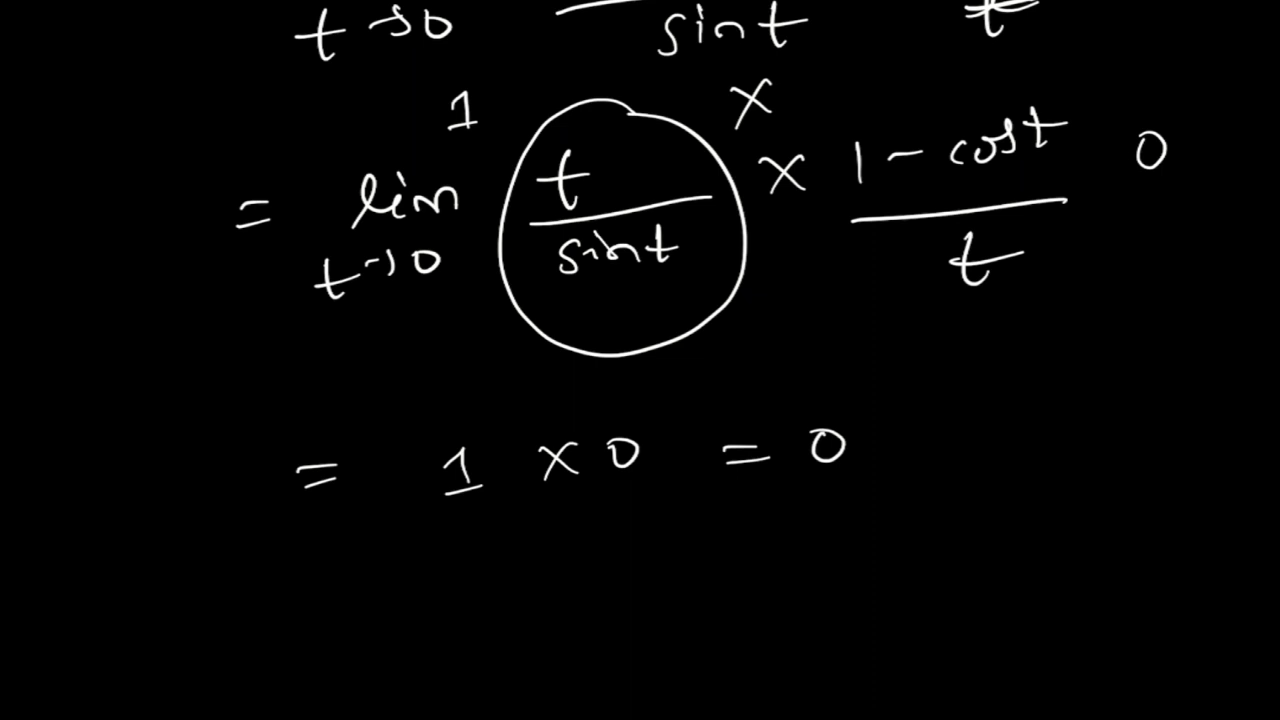 t→0 sint t
1 ×
= lim t/sint × 1-cost/t 0
t→0
= 1 × 0 = 0